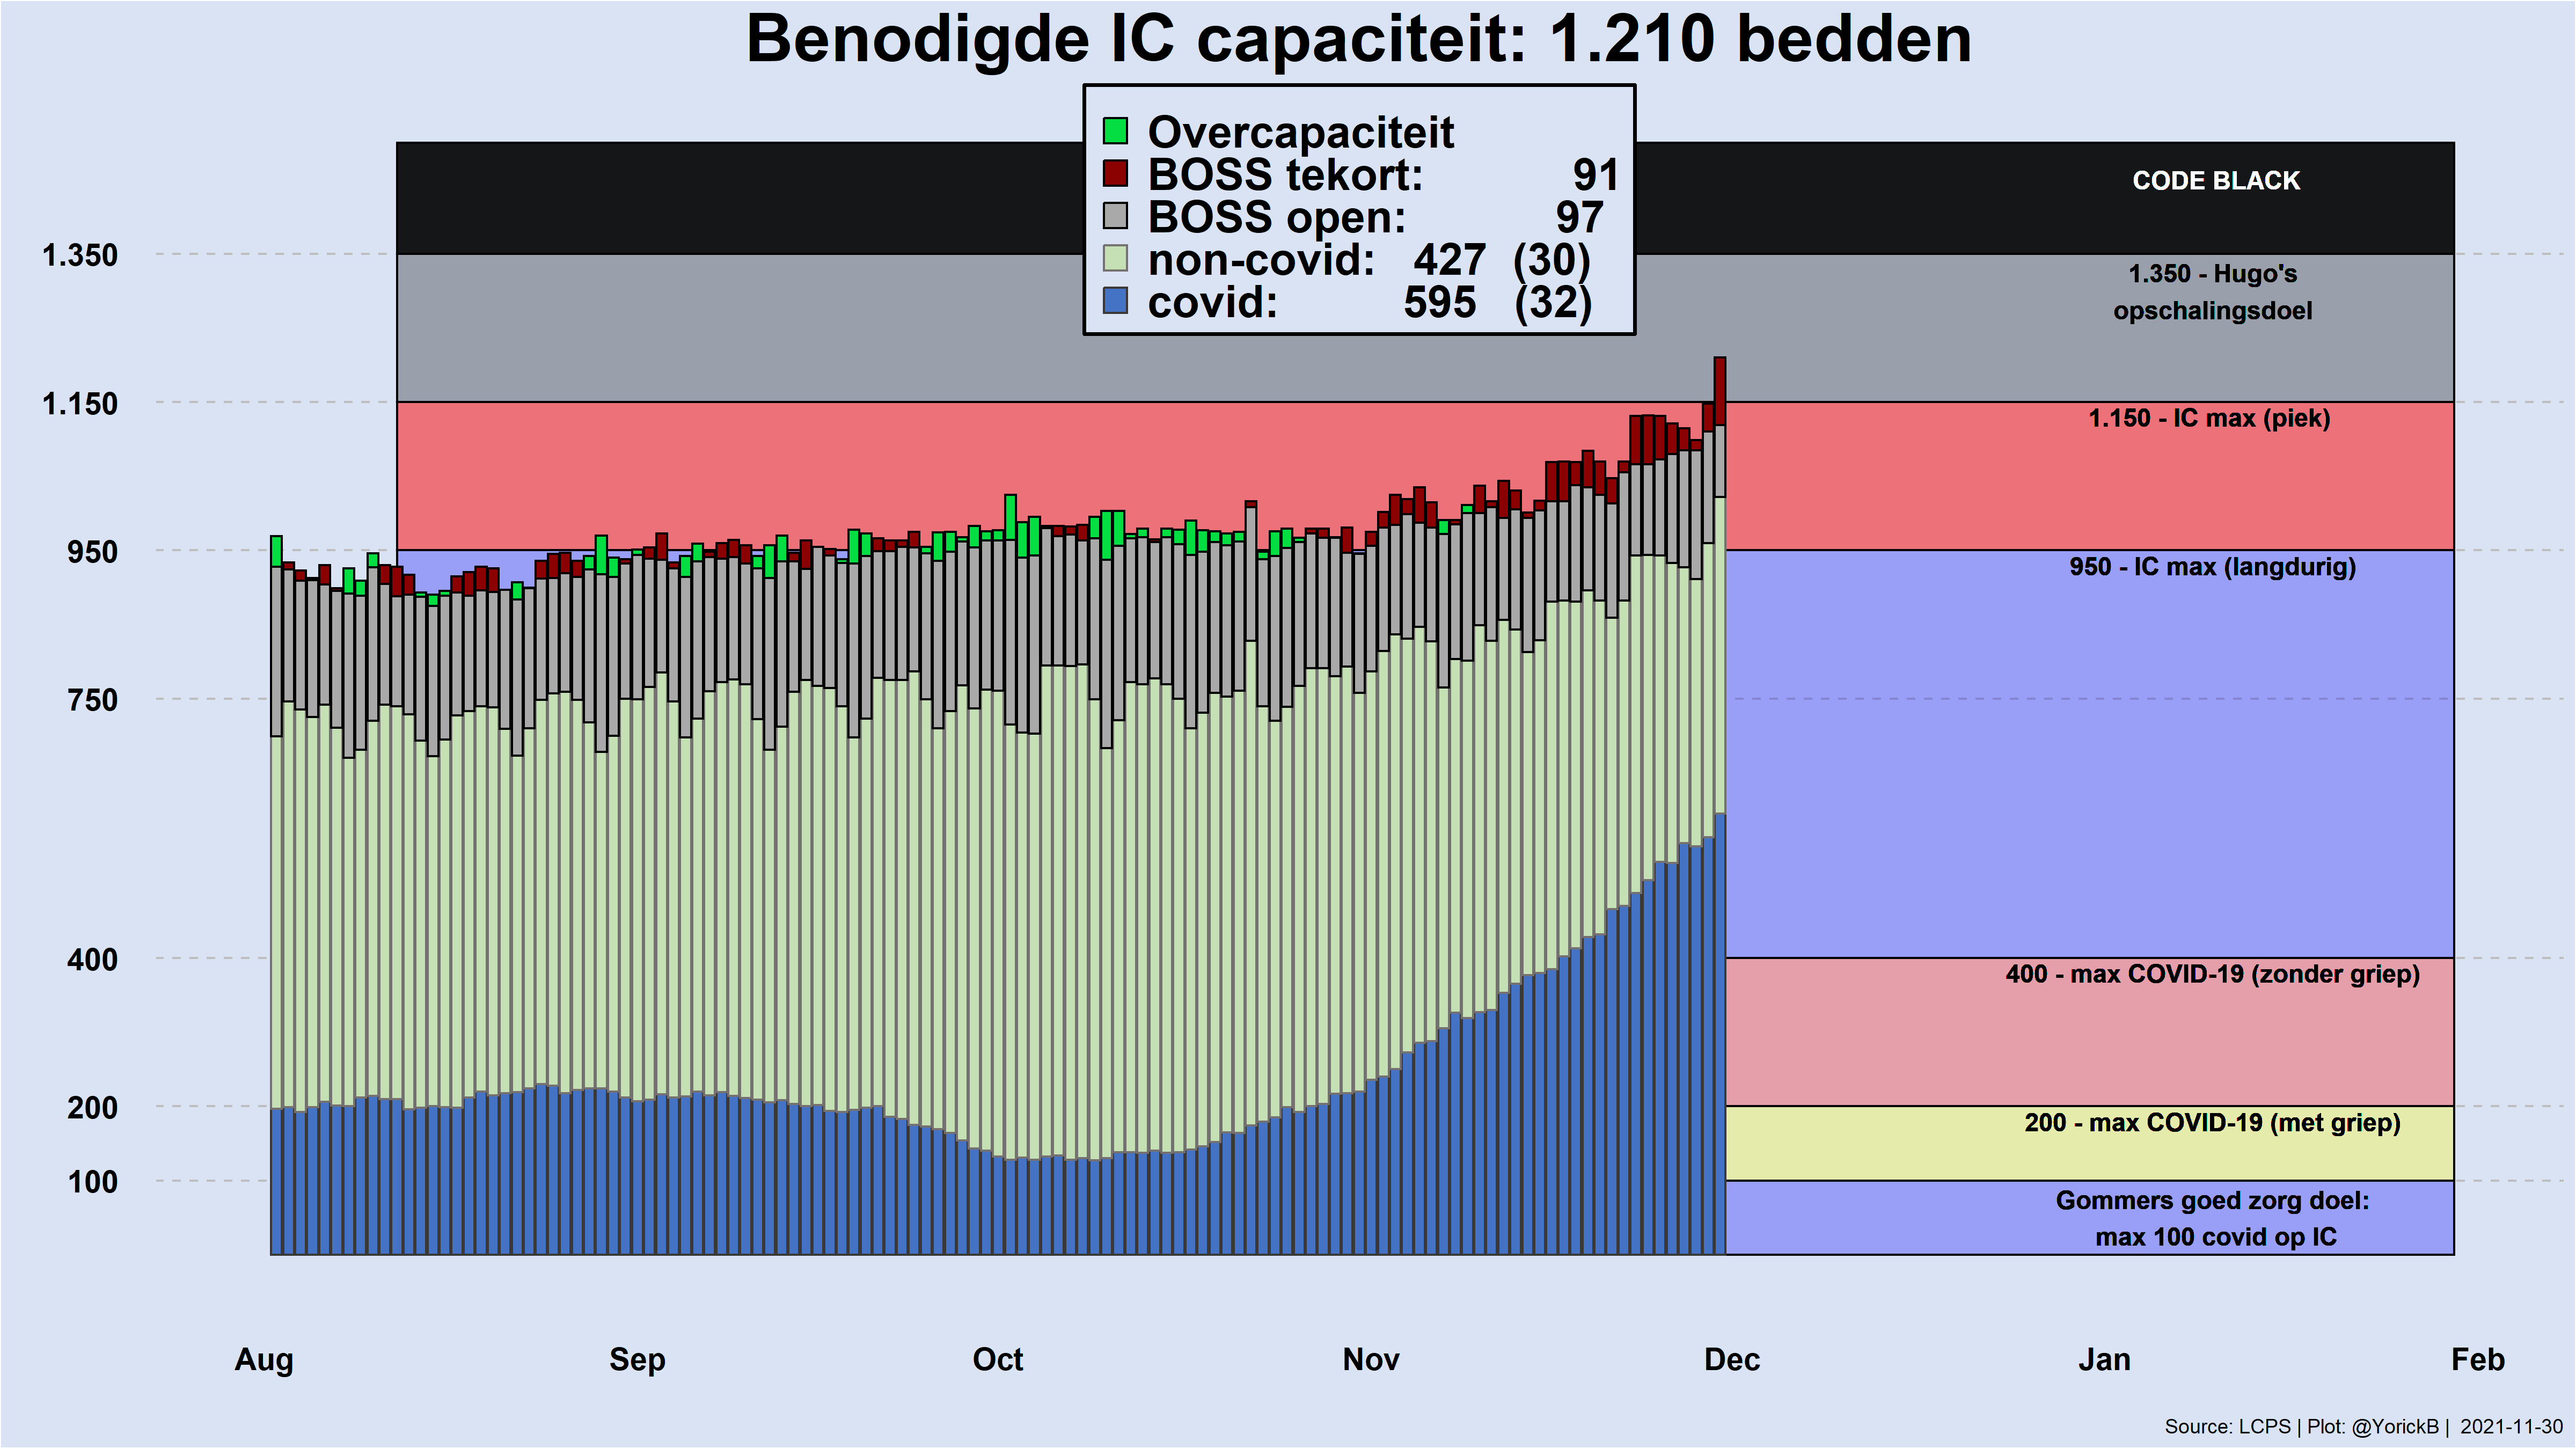 Benodigde IC capaciteit: 1.210 bedden
Overcapaciteit
BOSS tekort: 91
BOSS open: 97
non-covid: 427 (30)
covid: 595 (32)
CODE BLACK
1.350
1.350 - Hugo's
opschalingsdoel
1.150
1.150 - IC max (piek)
950
950 - IC max (langdurig)
750
400
400 - max COVID-19 (zonder griep)
200
200 - max COVID-19 (met griep)
100
Gommers goed zorg doel:
max 100 covid op IC
Aug Sep Oct Nov Dec Jan Feb
Source: LCPS | Plot: @YorickB | 2021-11-30